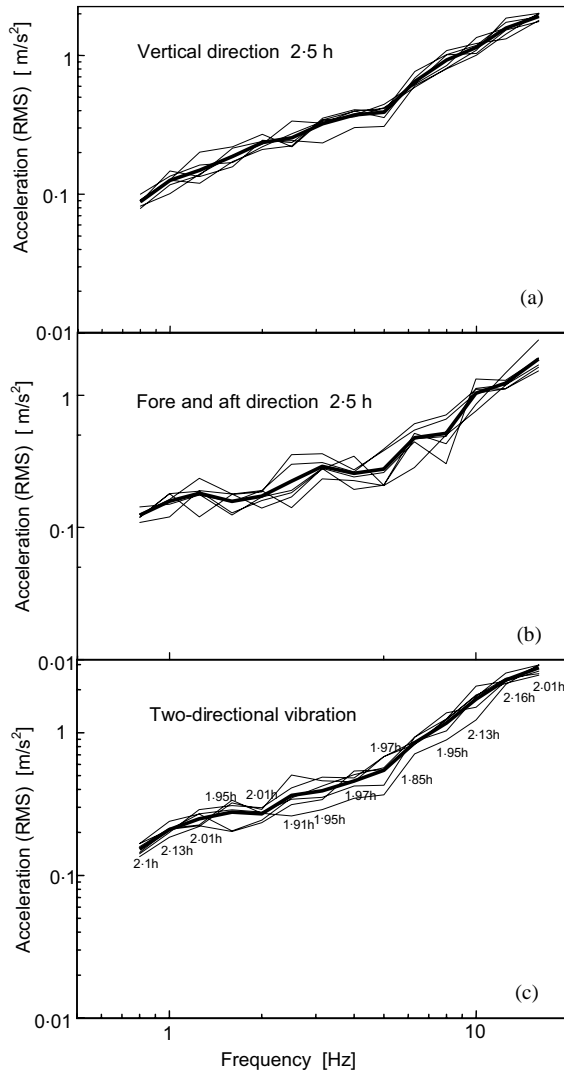 1
Vertical direction 2·5 h
Acceleration (RMS) [ m/s²]
0·1
(a)
0·01
1
Fore and aft direction 2·5 h
Acceleration (RMS) [ m/s²]
0·1
(b)
0·01
Two-directional vibration
1
Acceleration (RMS) [m/s²]
2·16h
2·01h
1·97h
2·13h
1·95h
1·85h
1·95h
2·01h
1·97h
1·91h
1·95h
2·01h
2·13h
2·1h
0·1
(c)
0·01
1
10
Frequency [Hz]